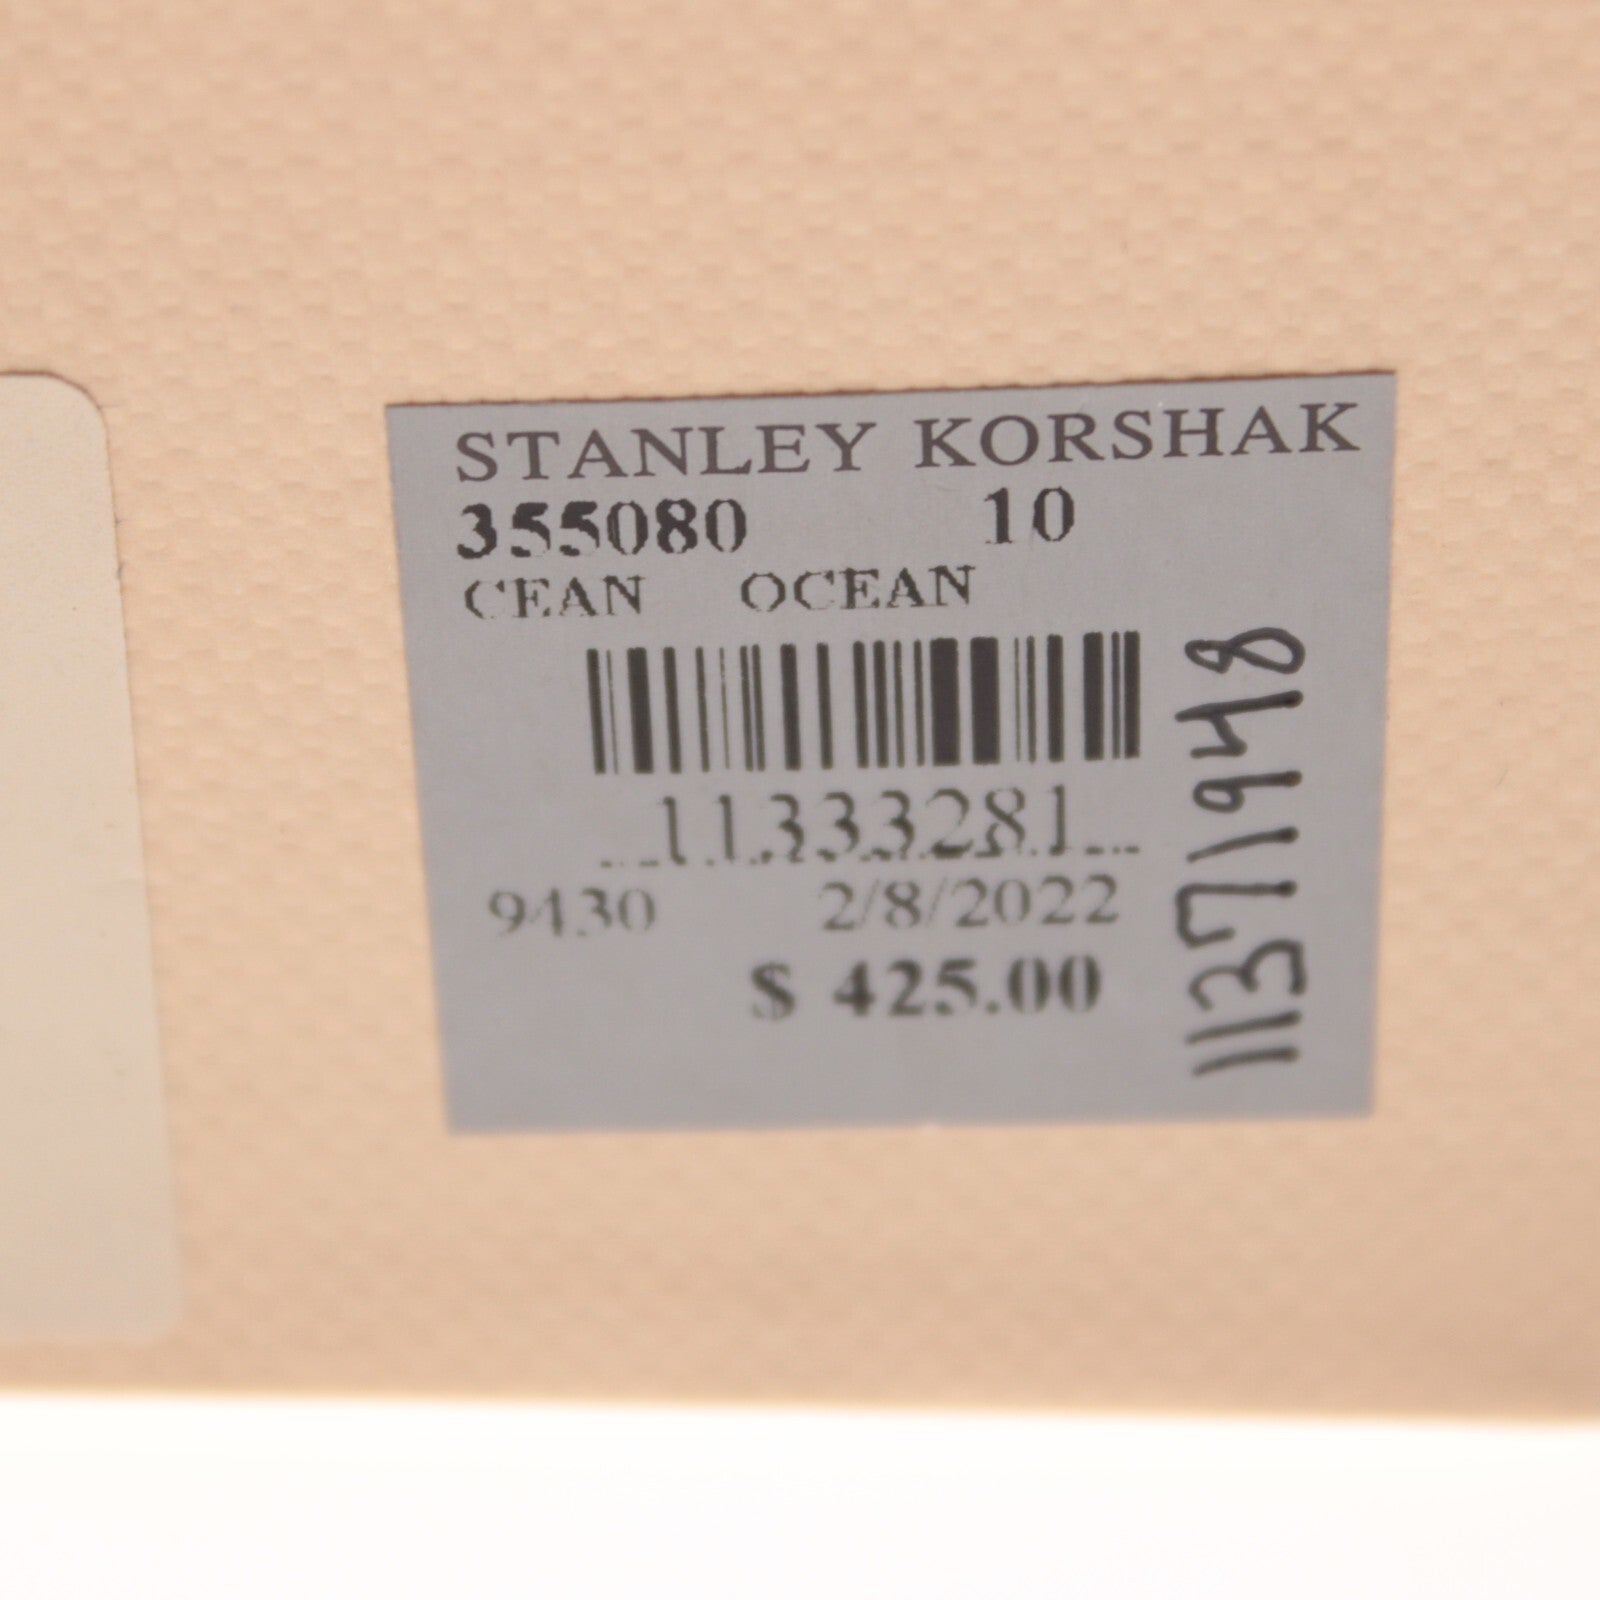 STANLEY KORSHAK
355080 10
CEAN OCEAN
11333281
9430 2/8/2022
$ 425.00
11371948